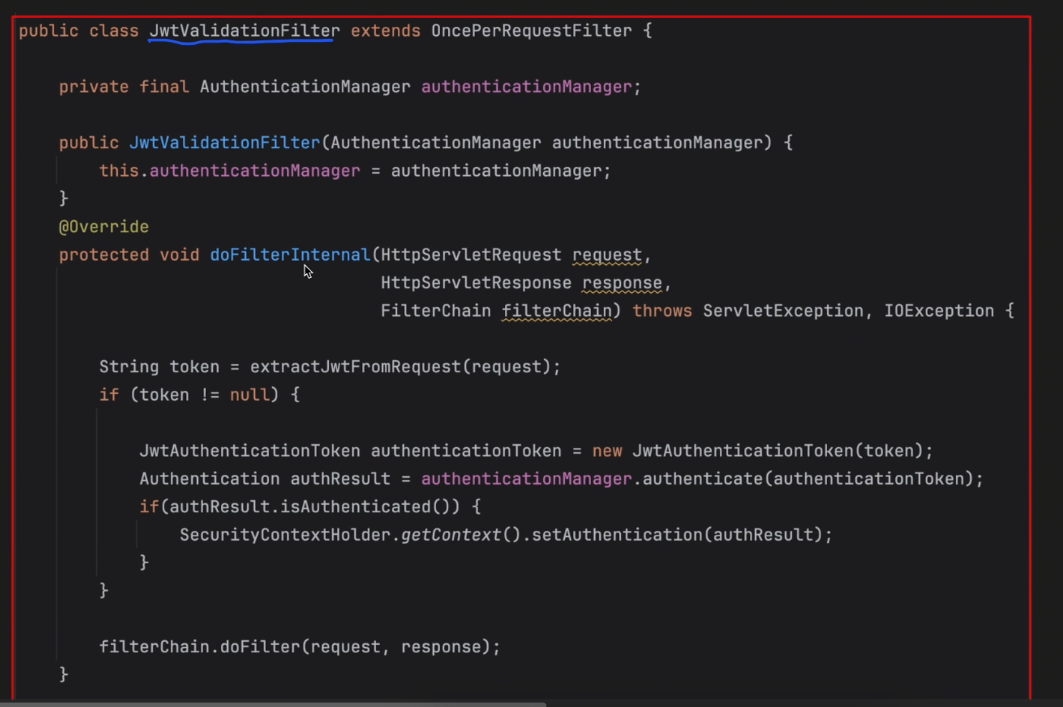 public class JwtValidationFilter extends OncePerRequestFilter {
private final AuthenticationManager authenticationManager;
public JwtValidationFilter(AuthenticationManager authenticationManager) {
this.authenticationManager = authenticationManager;
}
@Override
protected void doFilterInternal(HttpServletRequest request,
HttpServletResponse response,
FilterChain filterChain) throws ServletException, IOException {
String token = extractJwtFromRequest(request);
if (token != null) {
JwtAuthenticationToken authenticationToken = new JwtAuthenticationToken(token);
Authentication authResult = authenticationManager.authenticate(authenticationToken);
if(authResult.isAuthenticated()) {
SecurityContextHolder.getContext().setAuthentication(authResult);
}
}
filterChain.doFilter(request, response);
}